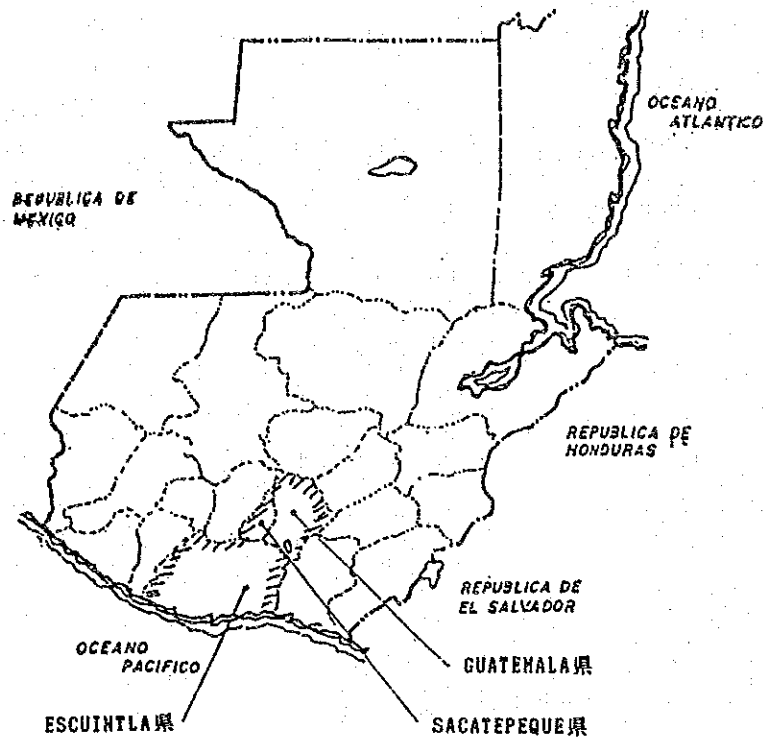 OCEANO
ATLANTICO
REPUBLICA DE
MEXICO
REPUBLICA DE
HONDURAS
REPUBLICA DE
EL SALVADOR
OCEANO
PACIFICO
GUATEMALA県
ESCUINTLA県
SACATEPEQUE県